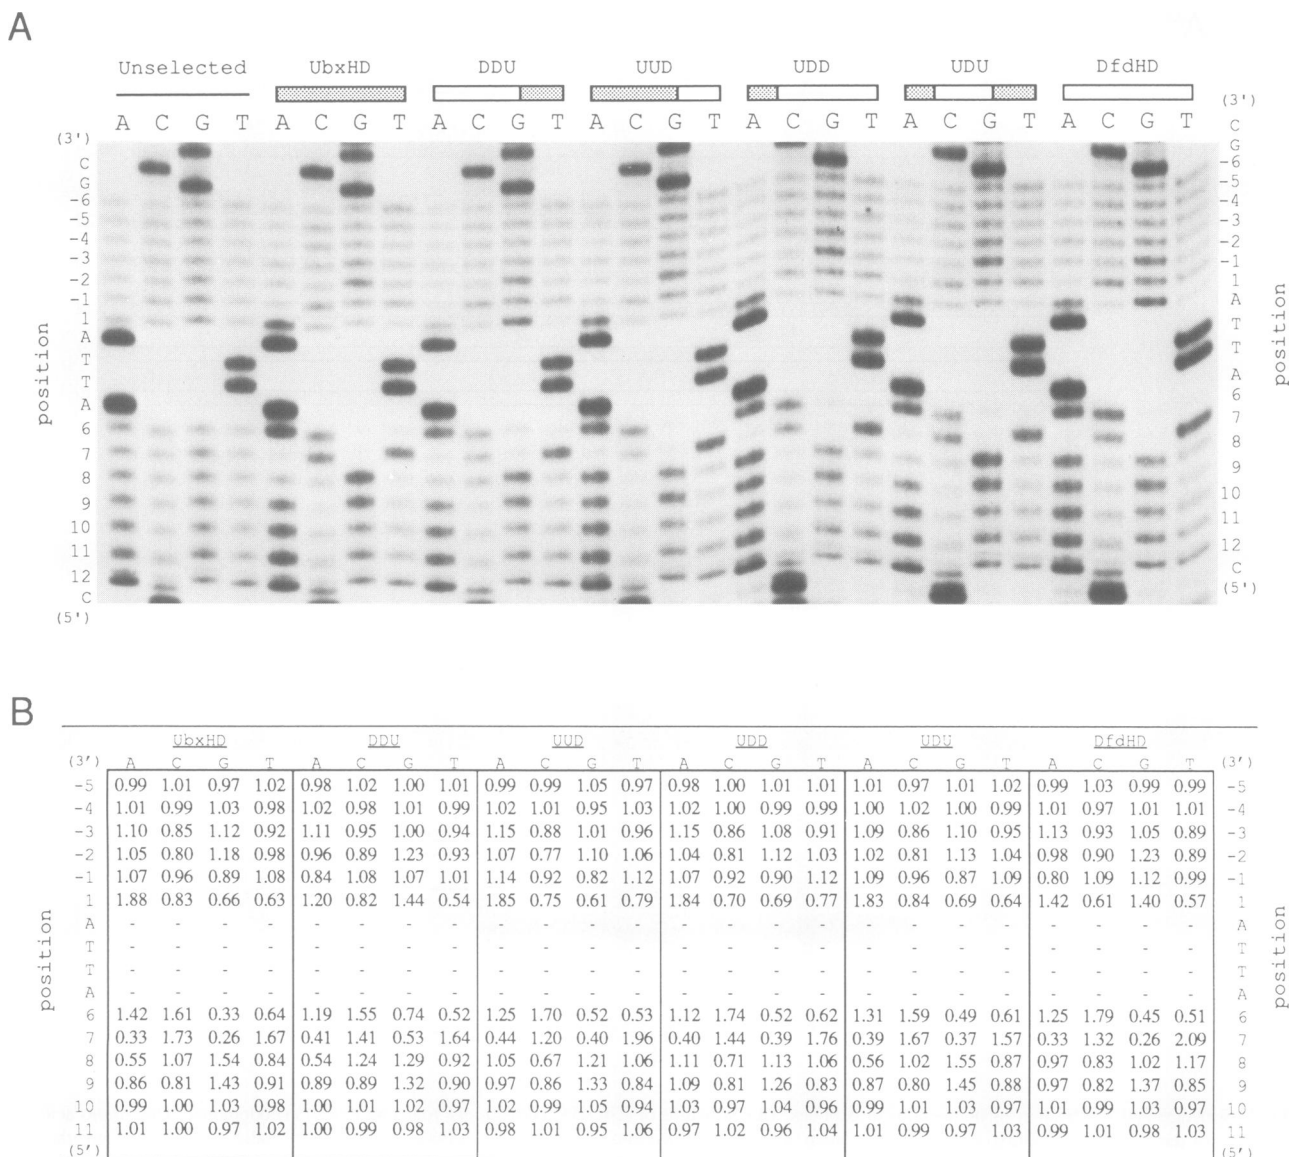 A
Unselected UbxHD DDU UUD UDD UDU DfdHD
(3')
A C G T A C G T A C G T A C G T A C G T A C G T A C G T
(3')
C
G
-6
-5
-4
-3
-2
-1
1
A
T
T
A
6
7
8
9
10
11
12
C
(5')
position
C
G
-6
-5
-4
-3
-2
-1
1
A
T
T
A
6
7
8
9
10
11
12
C
(5')
position
B
UbxHD DDU UUD UDD UDU DfdHD
(3') A C G T A C G T A C G T A C G T A C G T A C G T (3')
-5 0.99 1.01 0.97 1.02 0.98 1.02 1.00 1.01 0.99 0.99 1.05 0.97 0.98 1.00 1.01 1.01 1.01 0.97 1.01 1.02 0.99 1.03 0.99 0.99 -5
-4 1.01 0.99 1.03 0.98 1.02 0.98 1.01 0.99 1.02 1.01 0.95 1.03 1.02 1.00 0.99 0.99 1.00 1.02 1.00 0.99 1.01 0.97 1.01 1.01 -4
-3 1.10 0.85 1.12 0.92 1.11 0.95 1.00 0.94 1.15 0.88 1.01 0.96 1.15 0.86 1.08 0.91 1.09 0.86 1.10 0.95 1.13 0.93 1.05 0.89 -3
-2 1.05 0.80 1.18 0.98 0.96 0.89 1.23 0.93 1.07 0.77 1.10 1.06 1.04 0.81 1.12 1.03 1.02 0.81 1.13 1.04 0.98 0.90 1.23 0.89 -2
-1 1.07 0.96 0.89 1.08 0.84 1.08 1.07 1.01 1.14 0.92 0.82 1.12 1.07 0.92 0.90 1.12 1.09 0.96 0.87 1.09 0.80 1.09 1.12 0.99 -1
1 1.88 0.83 0.66 0.63 1.20 0.82 1.44 0.54 1.85 0.75 0.61 0.79 1.84 0.70 0.69 0.77 1.83 0.84 0.69 0.64 1.42 0.61 1.40 0.57 1
A - - - - - - - - - - - - - - - - - - - - - - - - A
T - - - - - - - - - - - - - - - - - - - - - - - - T
T - - - - - - - - - - - - - - - - - - - - - - - - T
A - - - - - - - - - - - - - - - - - - - - - - - - A
6 1.42 1.61 0.33 0.64 1.19 1.55 0.74 0.52 1.25 1.70 0.52 0.53 1.12 1.74 0.52 0.62 1.31 1.59 0.49 0.61 1.25 1.79 0.45 0.51 6
7 0.33 1.73 0.26 1.67 0.41 1.41 0.53 1.64 0.44 1.20 0.40 1.96 0.40 1.44 0.39 1.76 0.39 1.67 0.37 1.57 0.33 1.32 0.26 2.09 7
8 0.55 1.07 1.54 0.84 0.54 1.24 1.29 0.92 1.05 0.67 1.21 1.06 1.11 0.71 1.13 1.06 0.56 1.02 1.55 0.87 0.97 0.83 1.02 1.17 8
9 0.86 0.81 1.43 0.91 0.89 0.89 1.32 0.90 0.97 0.86 1.33 0.84 1.09 0.81 1.26 0.83 0.87 0.80 1.45 0.88 0.97 0.82 1.37 0.85 9
10 0.99 1.00 1.03 0.98 1.00 1.01 1.02 0.97 1.02 0.99 1.05 0.94 1.03 0.97 1.04 0.96 0.99 1.01 1.03 0.97 1.01 0.99 1.03 0.97 10
11 1.01 1.00 0.97 1.02 1.00 0.99 0.98 1.03 0.98 1.01 0.95 1.06 0.97 1.02 0.96 1.04 1.01 0.99 0.97 1.03 0.99 1.01 0.98 1.03 11
(5') (5')
position
position